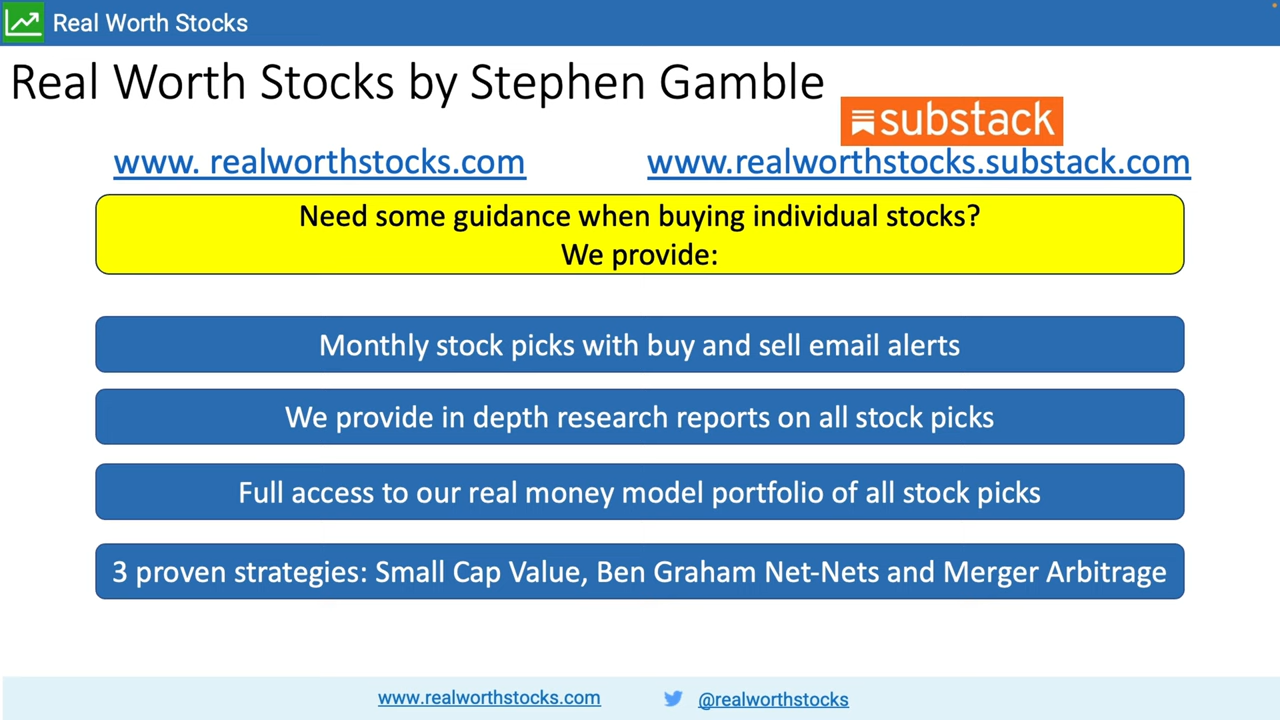 Real Worth Stocks
Real Worth Stocks by Stephen Gamble
substack
www. realworthstocks.com
www.realworthstocks.substack.com
Need some guidance when buying individual stocks?
We provide:
Monthly stock picks with buy and sell email alerts
We provide in depth research reports on all stock picks
Full access to our real money model portfolio of all stock picks
3 proven strategies: Small Cap Value, Ben Graham Net-Nets and Merger Arbitrage
www.realworthstocks.com
@realworthstocks